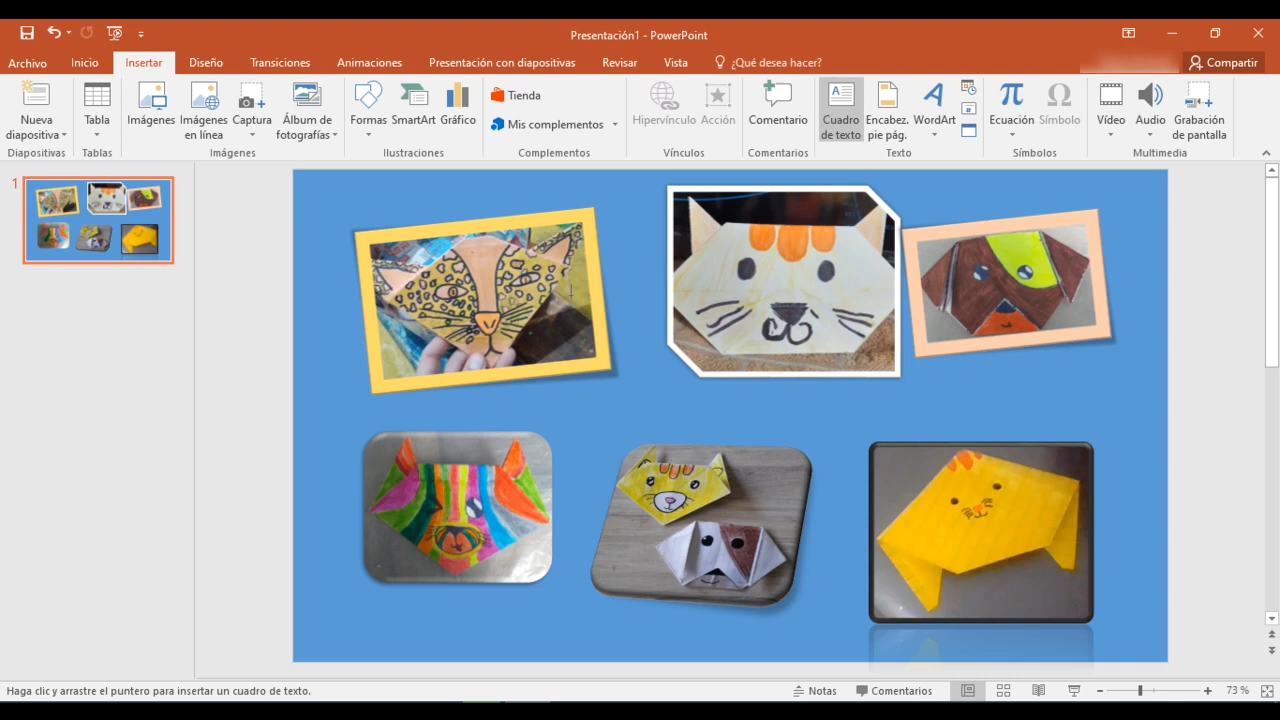 Presentación1 - PowerPoint
Archivo Inicio Insertar Diseño Transiciones Animaciones Presentación con diapositivas Revisar Vista ¿Qué desea hacer? Compartir
Nueva diapositiva
Tabla
Imágenes
Imágenes en línea
Captura
Álbum de fotografías
Formas
SmartArt
Gráfico
Tienda
Mis complementos
Hipervínculo
Acción
Comentario
Cuadro de texto
Encabez. pie pág.
WordArt
Ecuación
Símbolo
Vídeo
Audio
Grabación de pantalla
Diapositivas Tablas Imágenes Ilustraciones Complementos Vínculos Comentarios Texto Símbolos Multimedia
1
Haga clic y arrastre el puntero para insertar un cuadro de texto. Notas Comentarios 73 %